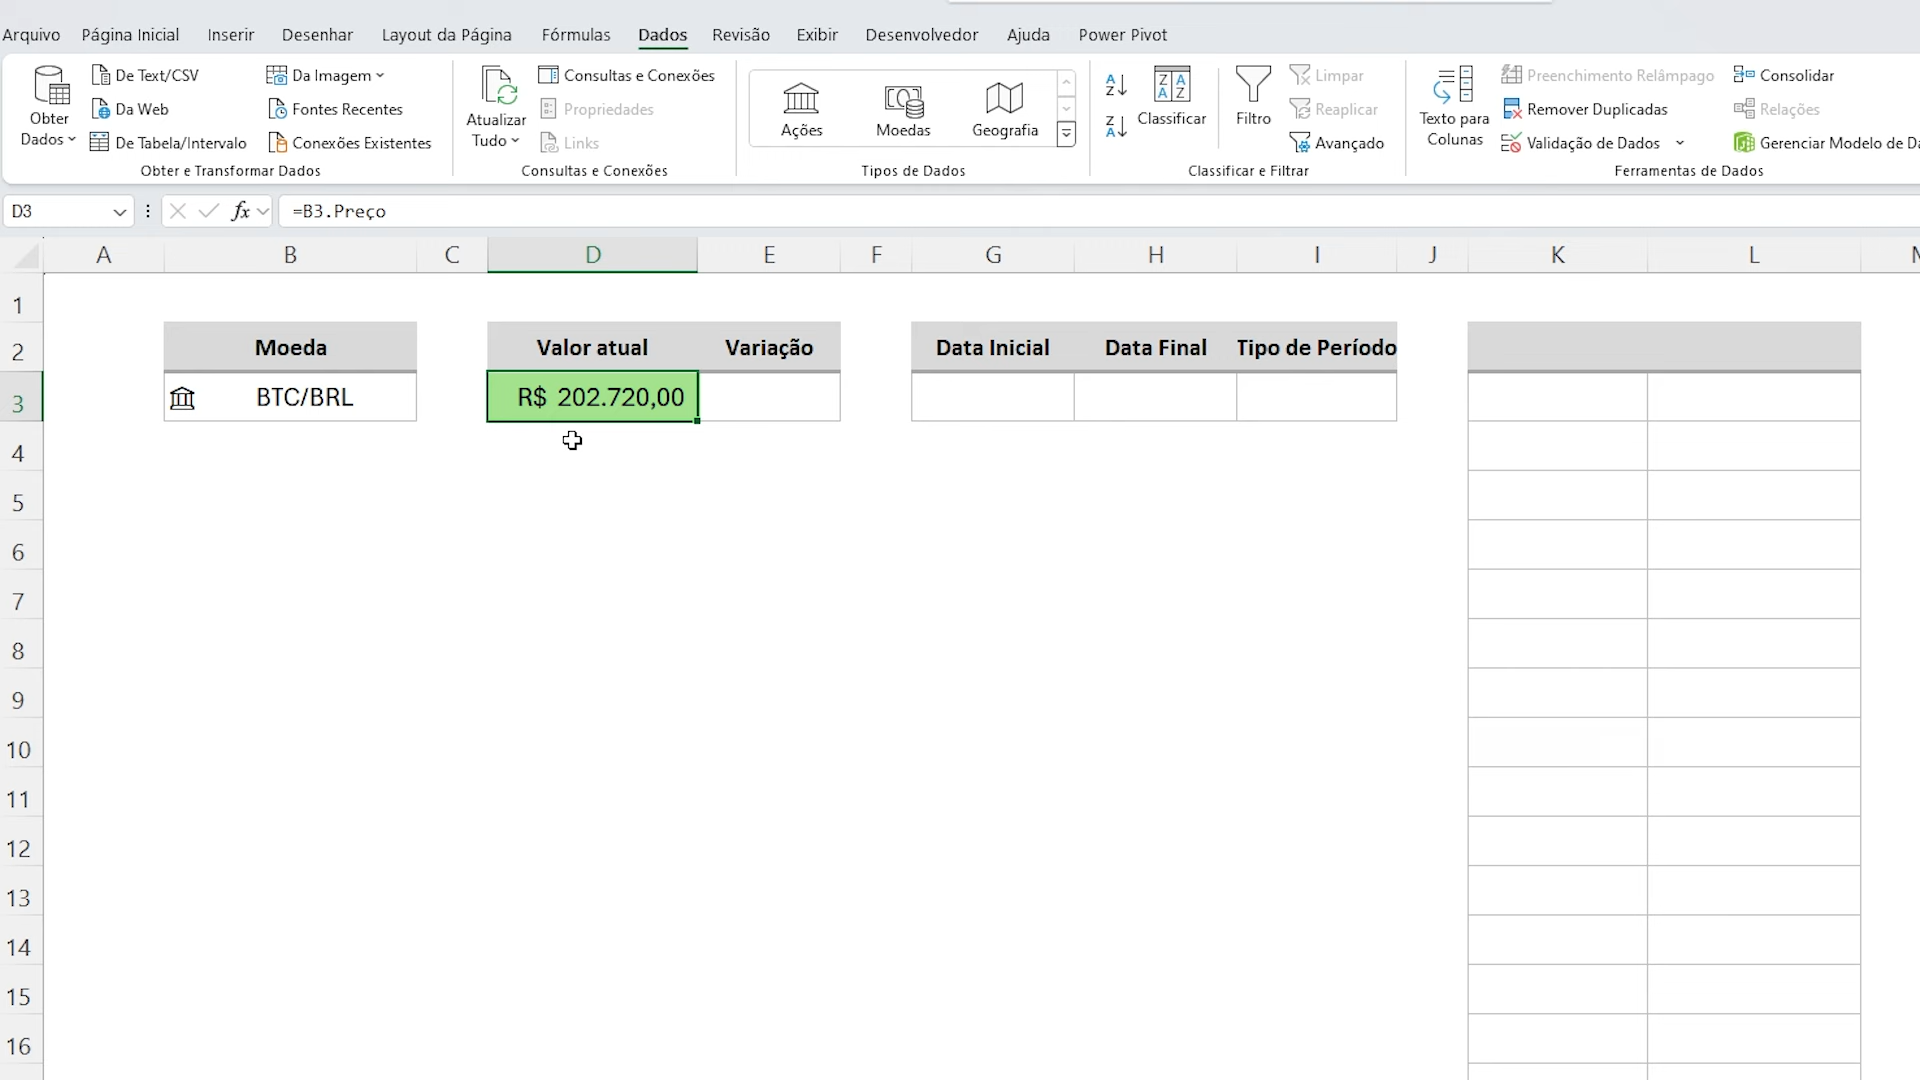 Arquivo Página Inicial Inserir Desenhar Layout da Página Fórmulas Dados Revisão Exibir Desenvolvedor Ajuda Power Pivot
Obter Dados
De Text/CSV
Da Web
De Tabela/Intervalo
Da Imagem
Fontes Recentes
Conexões Existentes
Obter e Transformar Dados
Atualizar Tudo
Consultas e Conexões
Propriedades
Links
Consultas e Conexões
Ações
Moedas
Geografia
Tipos de Dados
Classificar
Filtro
Limpar
Reaplicar
Avançado
Classificar e Filtrar
Texto para Colunas
Preenchimento Relâmpago
Remover Duplicadas
Validação de Dados
Consolidar
Relações
Gerenciar Modelo de Da
Ferramentas de Dados
D3 fx =B3.Preço
A B C D E F G H I J K L M
1
2 Moeda Valor atual Variação Data Inicial Data Final Tipo de Período
3 BTC/BRL R$ 202.720,00
4
5
6
7
8
9
10
11
12
13
14
15
16